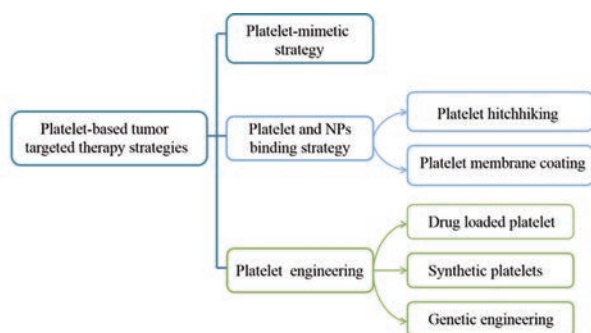 Platelet-mimetic
strategy
Platelet-based tumor
targeted therapy strategies
Platelet and NPs
binding strategy
Platelet hitchhiking
Platelet membrane coating
Platelet engineering
Drug loaded platelet
Synthetic platelets
Genetic engineering